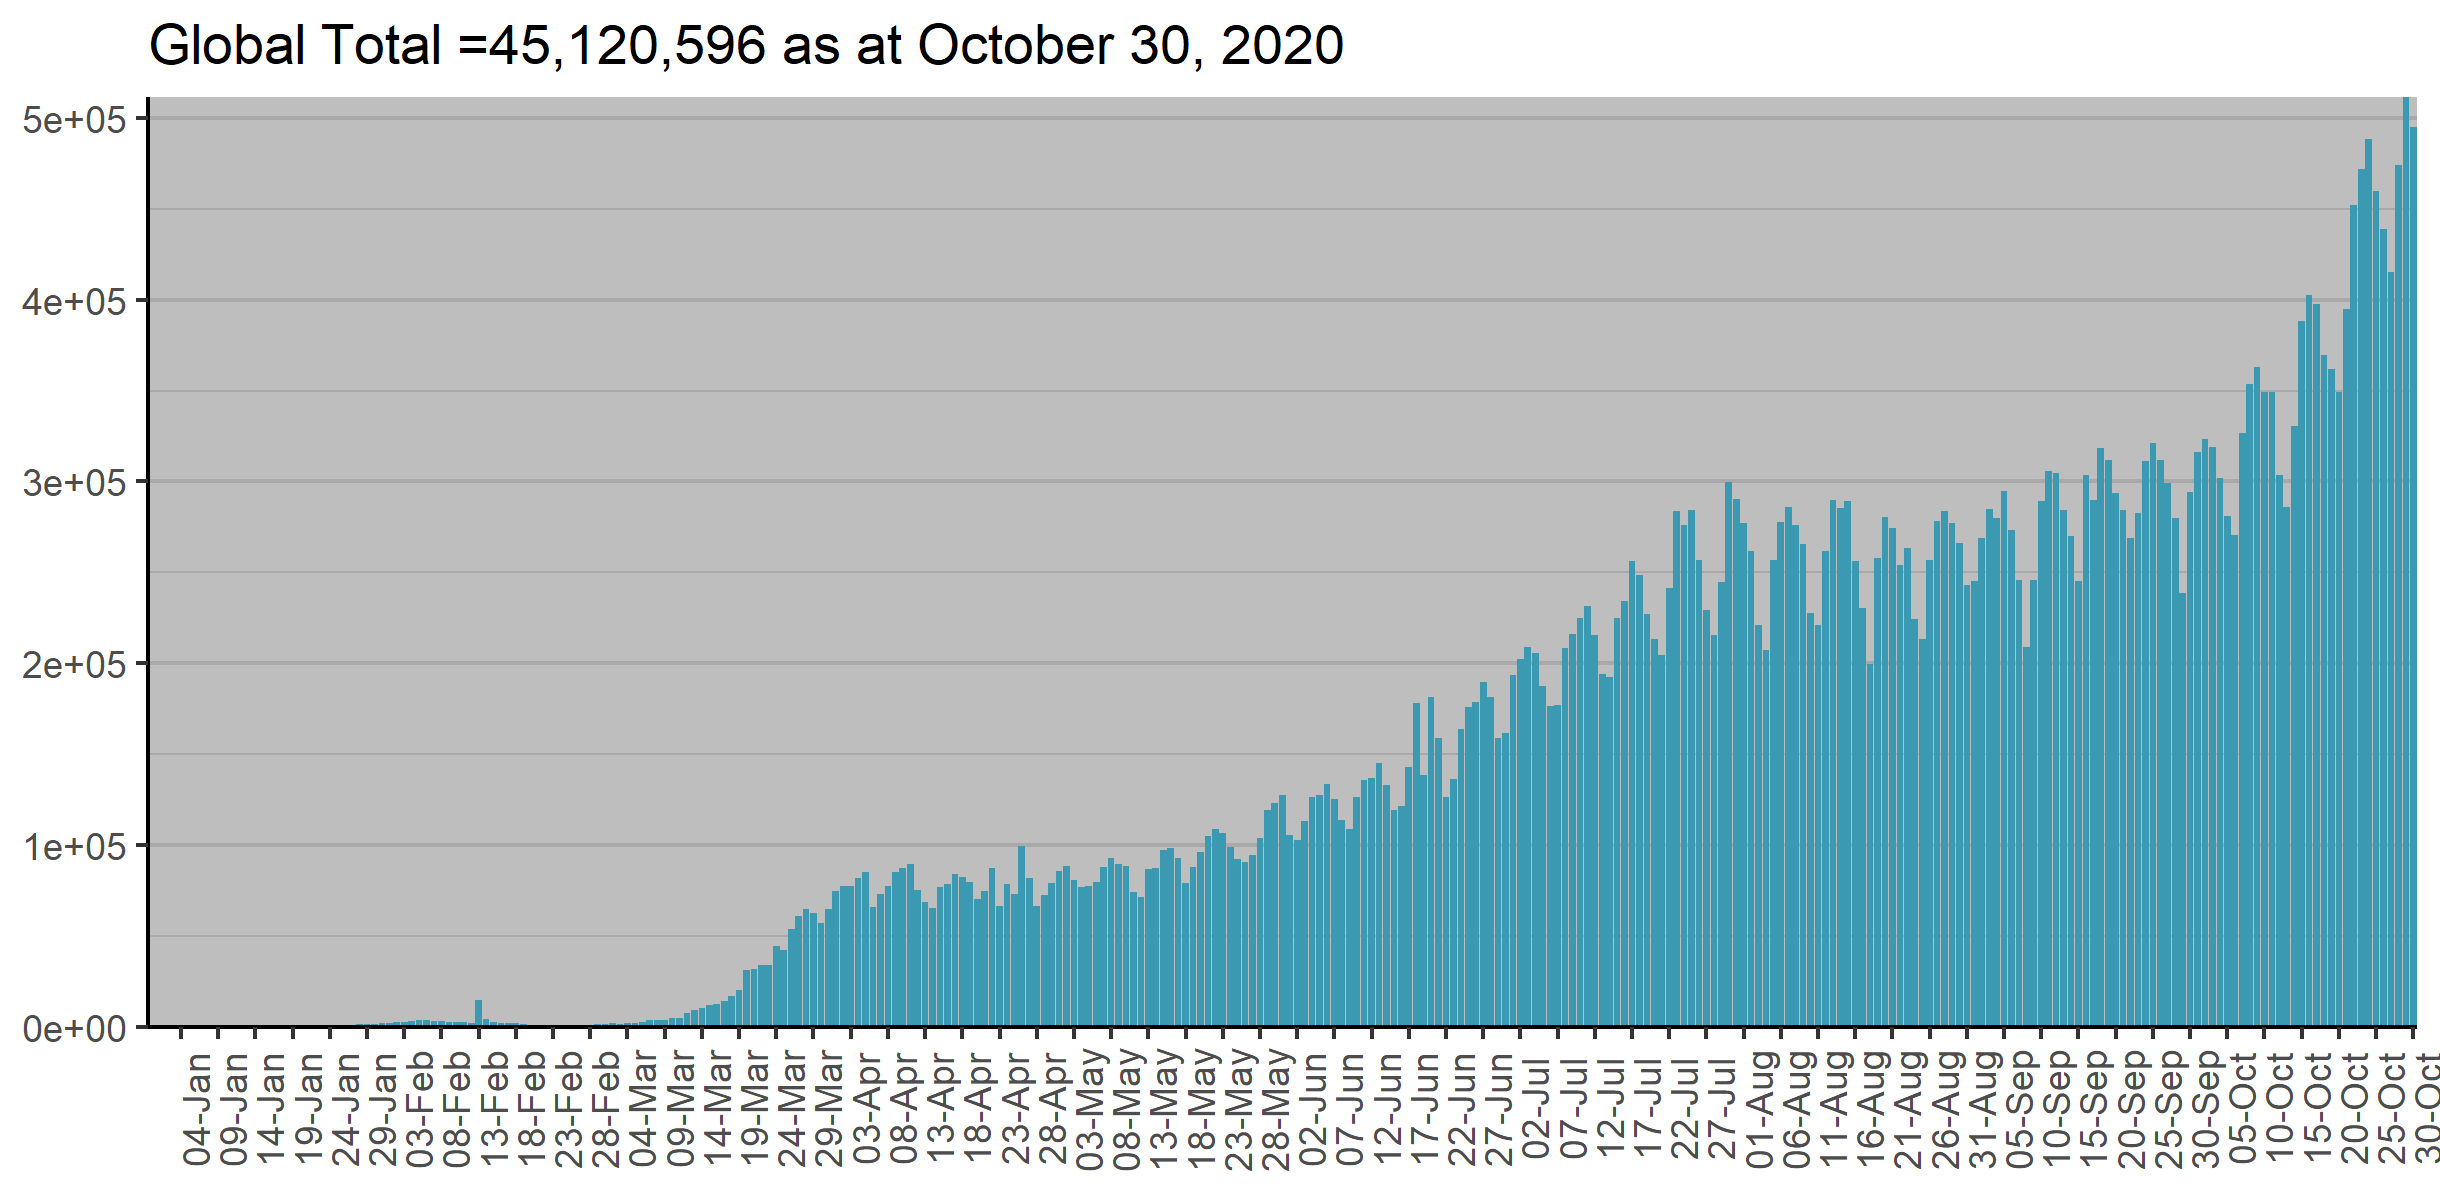 Global Total =45,120,596 as at October 30, 2020
5e+05
4e+05
3e+05
2e+05
1e+05
0e+00
04-Jan
09-Jan
14-Jan
19-Jan
24-Jan
29-Jan
03-Feb
08-Feb
13-Feb
18-Feb
23-Feb
28-Feb
04-Mar
09-Mar
14-Mar
19-Mar
24-Mar
29-Mar
03-Apr
08-Apr
13-Apr
18-Apr
23-Apr
28-Apr
03-May
08-May
13-May
18-May
23-May
28-May
02-Jun
07-Jun
12-Jun
17-Jun
22-Jun
27-Jun
02-Jul
07-Jul
12-Jul
17-Jul
22-Jul
27-Jul
01-Aug
06-Aug
11-Aug
16-Aug
21-Aug
26-Aug
31-Aug
05-Sep
10-Sep
15-Sep
20-Sep
25-Sep
30-Sep
05-Oct
10-Oct
15-Oct
20-Oct
25-Oct
30-Oct